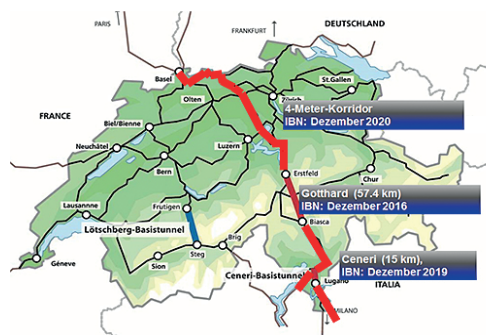 PARIS
FRANKFURT
DEUTSCHLAND
Basel
St.Gallen
Olten
Zürich
4-Meter-Korridor
IBN: Dezember 2020
FRANCE
Biel/Bienne
Neuchâtel
Luzern
Bern
Erstfeld
Chur
Gotthard (57.4 km)
IBN: Dezember 2016
Lausannne
Frutigen
Lötschberg-Basistunnel
Biasca
Steg
Brig
Ceneri (15 km),
IBN: Dezember 2019
Génève
Sion
Ceneri-Basistunnel
Lugano
ITALIA
MILANO